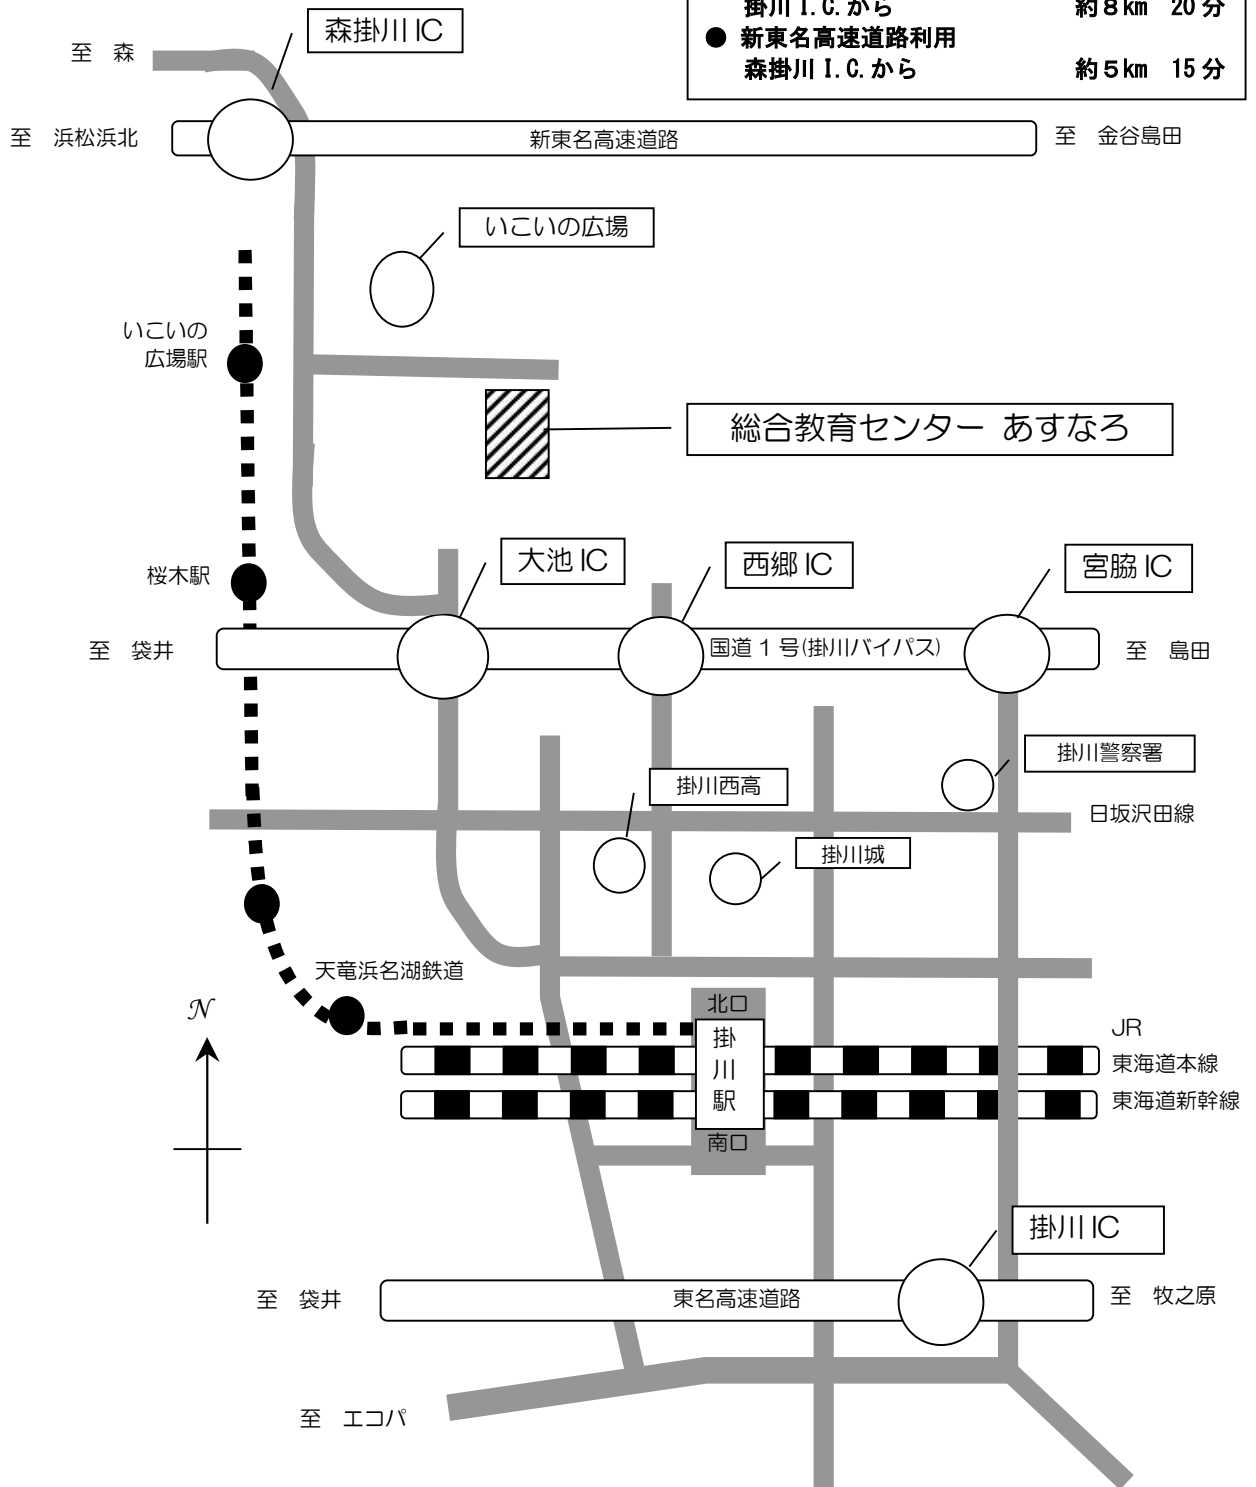 掛川 I.C.から 約8km 20分
● 新東名高速道路利用
森掛川 I.C.から 約5km 15分
森掛川 IC
至 森
至 浜松浜北
新東名高速道路
至 金谷島田
いこいの広場
いこいの
広場駅
総合教育センター あすなろ
大池 IC
西郷 IC
宮脇 IC
桜木駅
至 袋井
国道1号(掛川バイパス)
至 島田
掛川警察署
掛川西高
日坂沢田線
掛川城
天竜浜名湖鉄道
N
北口
掛
川
駅
南口
JR
東海道本線
東海道新幹線
掛川 IC
至 袋井
東名高速道路
至 牧之原
至 エコパ